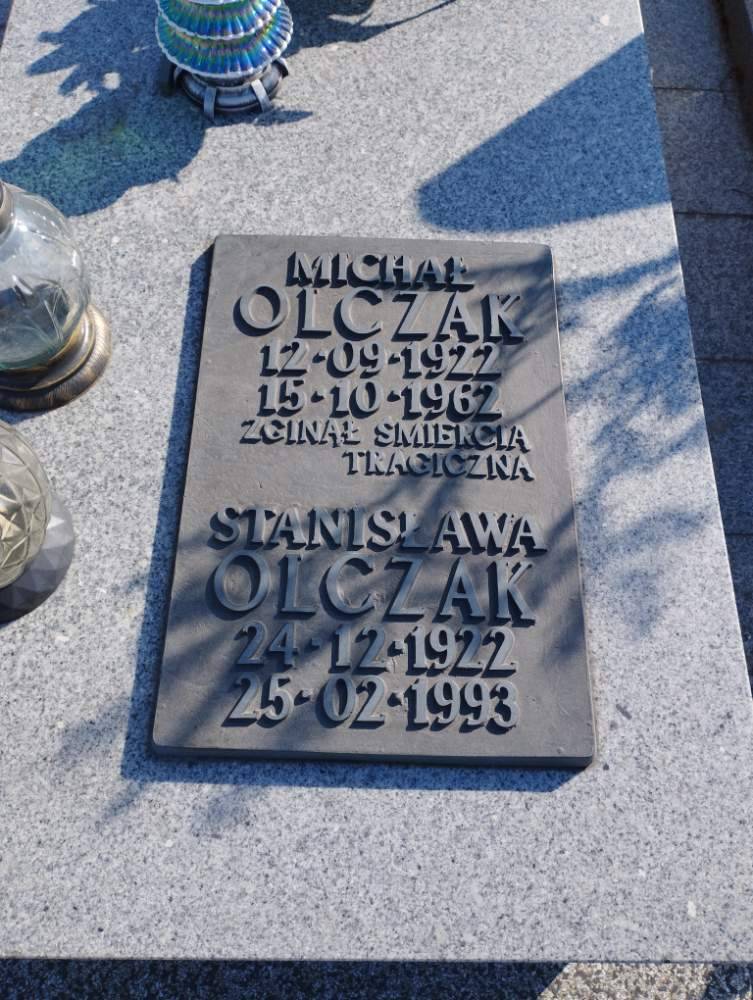 MICHAŁ
OLCZAK
12-09-1922
15-10-1962
ZGINĄŁ ŚMIERCIĄ
TRAGICZNĄ
STANISŁAWA
OLCZAK
24-12-1922
25-02-1993